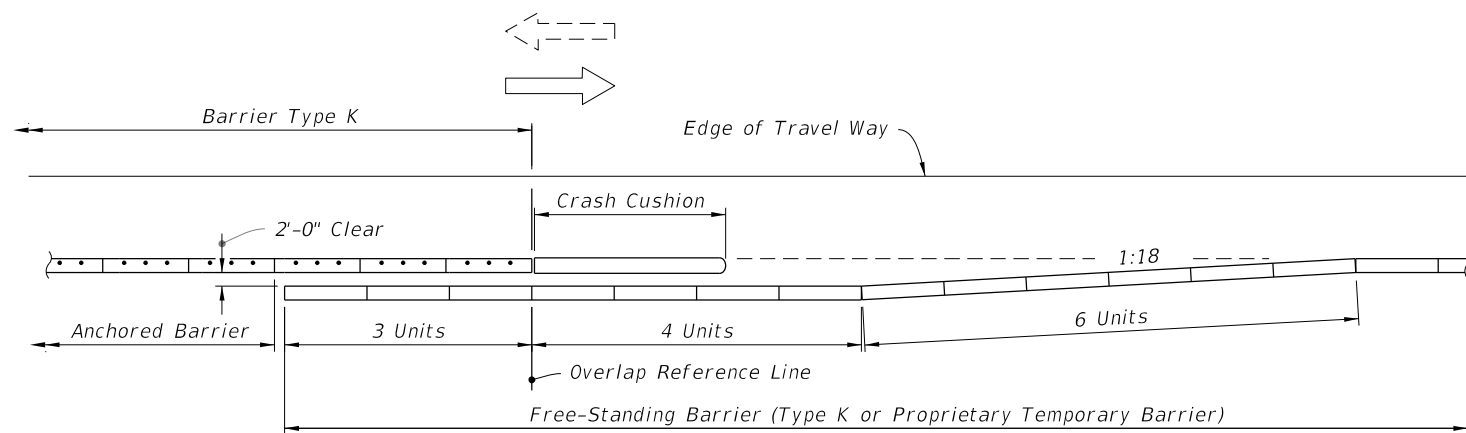 Barrier Type K
Edge of Travel Way
Crash Cushion
2'-0" Clear
1:18
Anchored Barrier
3 Units
4 Units
6 Units
Overlap Reference Line
Free-Standing Barrier (Type K or Proprietary Temporary Barrier)